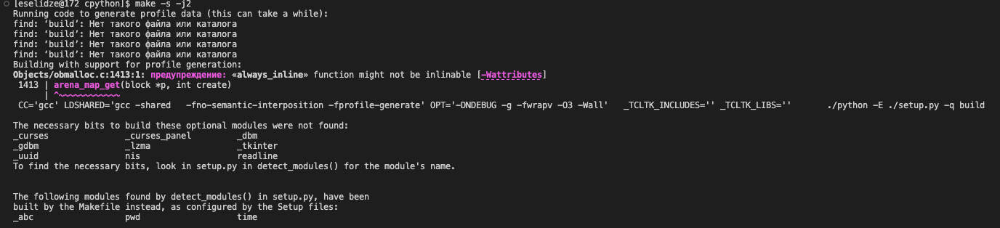 [eselidze@172 cpython]$ make -s -j2
Running code to generate profile data (this can take a while):
find: ‘build’: Нет такого файла или каталога
find: ‘build’: Нет такого файла или каталога
find: ‘build’: Нет такого файла или каталога
find: ‘build’: Нет такого файла или каталога
Building with support for profile generation:
Objects/obmalloc.c:1413:1: предупреждение: «always_inline» function might not be inlinable [-Wattributes]
 1413 | arena_map_get(block *p, int create)
      | ^~~~~~~~~~~~~
 CC='gcc' LDSHARED='gcc -shared   -fno-semantic-interposition -fprofile-generate' OPT='-DNDEBUG -g -fwrapv -O3 -Wall'   _TCLTK_INCLUDES='' _TCLTK_LIBS=''       ./python -E ./setup.py -q build
The necessary bits to build these optional modules were not found:
_curses               _curses_panel         _dbm
_gdbm                 _lzma                 _tkinter
_uuid                 nis                   readline
To find the necessary bits, look in setup.py in detect_modules() for the module's name.
The following modules found by detect_modules() in setup.py, have been
built by the Makefile instead, as configured by the Setup files:
_abc                  pwd                   time